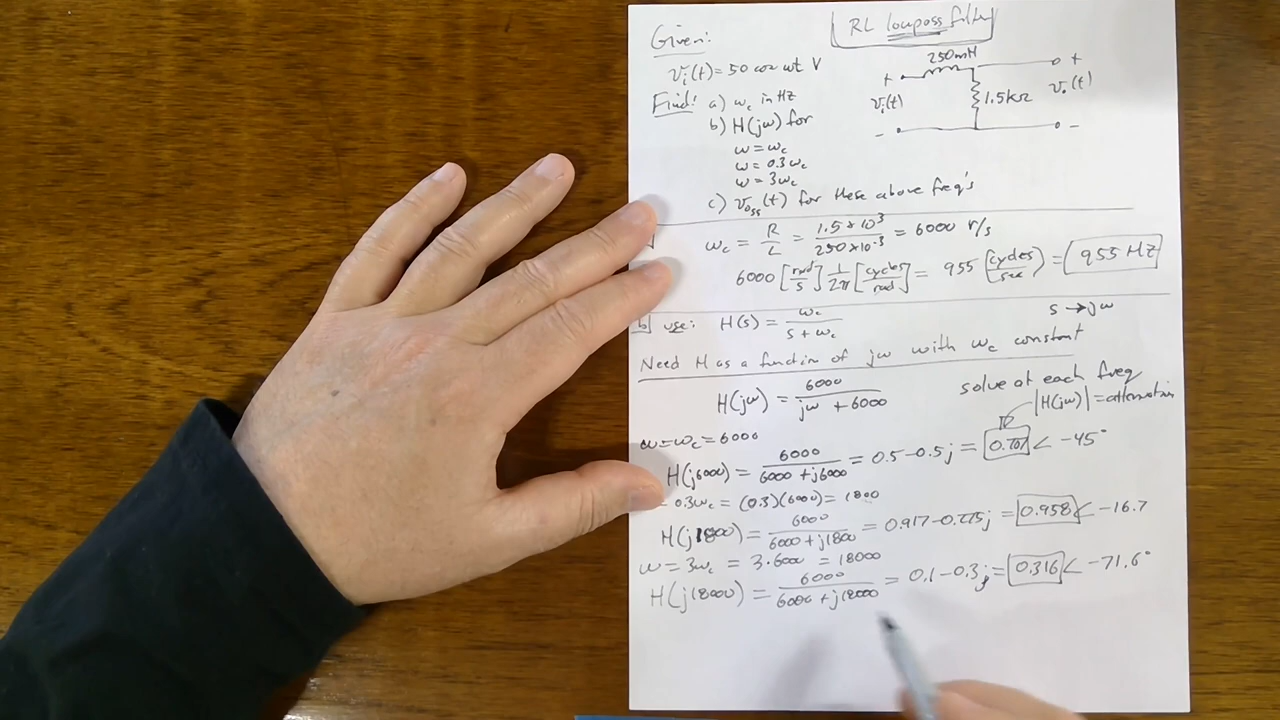 RL lowpass filter
Given:
vi(t) = 50 cos ωt V
250mH
+ +
vi(t) 1.5kΩ vo(t)
- -
Find: a) ωc in Hz
b) H(jω) for
ω = ωc
ω = 0.3ωc
ω = 3ωc
c) voss(t) for these above freq's
ωc = R/L = 1.5*10^3/250*10^-3 = 6000 r/s
6000 [rad/s] 1/2π [cycles/rad] = 955 (cycles/sec) = 955 Hz
b] use: H(s) = ωc/(s + ωc) s → jω
Need H as a function of jω with ωc constant
H(jω) = 6000/(jω + 6000) solve at each freq
|H(jω)| = attenuation
ω = ωc = 6000
H(j6000) = 6000/(6000 + j6000) = 0.5 - 0.5j = 0.707 < -45°
= 0.3ωc = (0.3)(6000) = 1800
H(j1800) = 6000/(6000 + j1800) = 0.917 - 0.275j = 0.958 < -16.7
ω = 3ωc = 3·6000 = 18000
H(j18000) = 6000/(6000 + j18000) = 0.1 - 0.3j = 0.316 < -71.6°